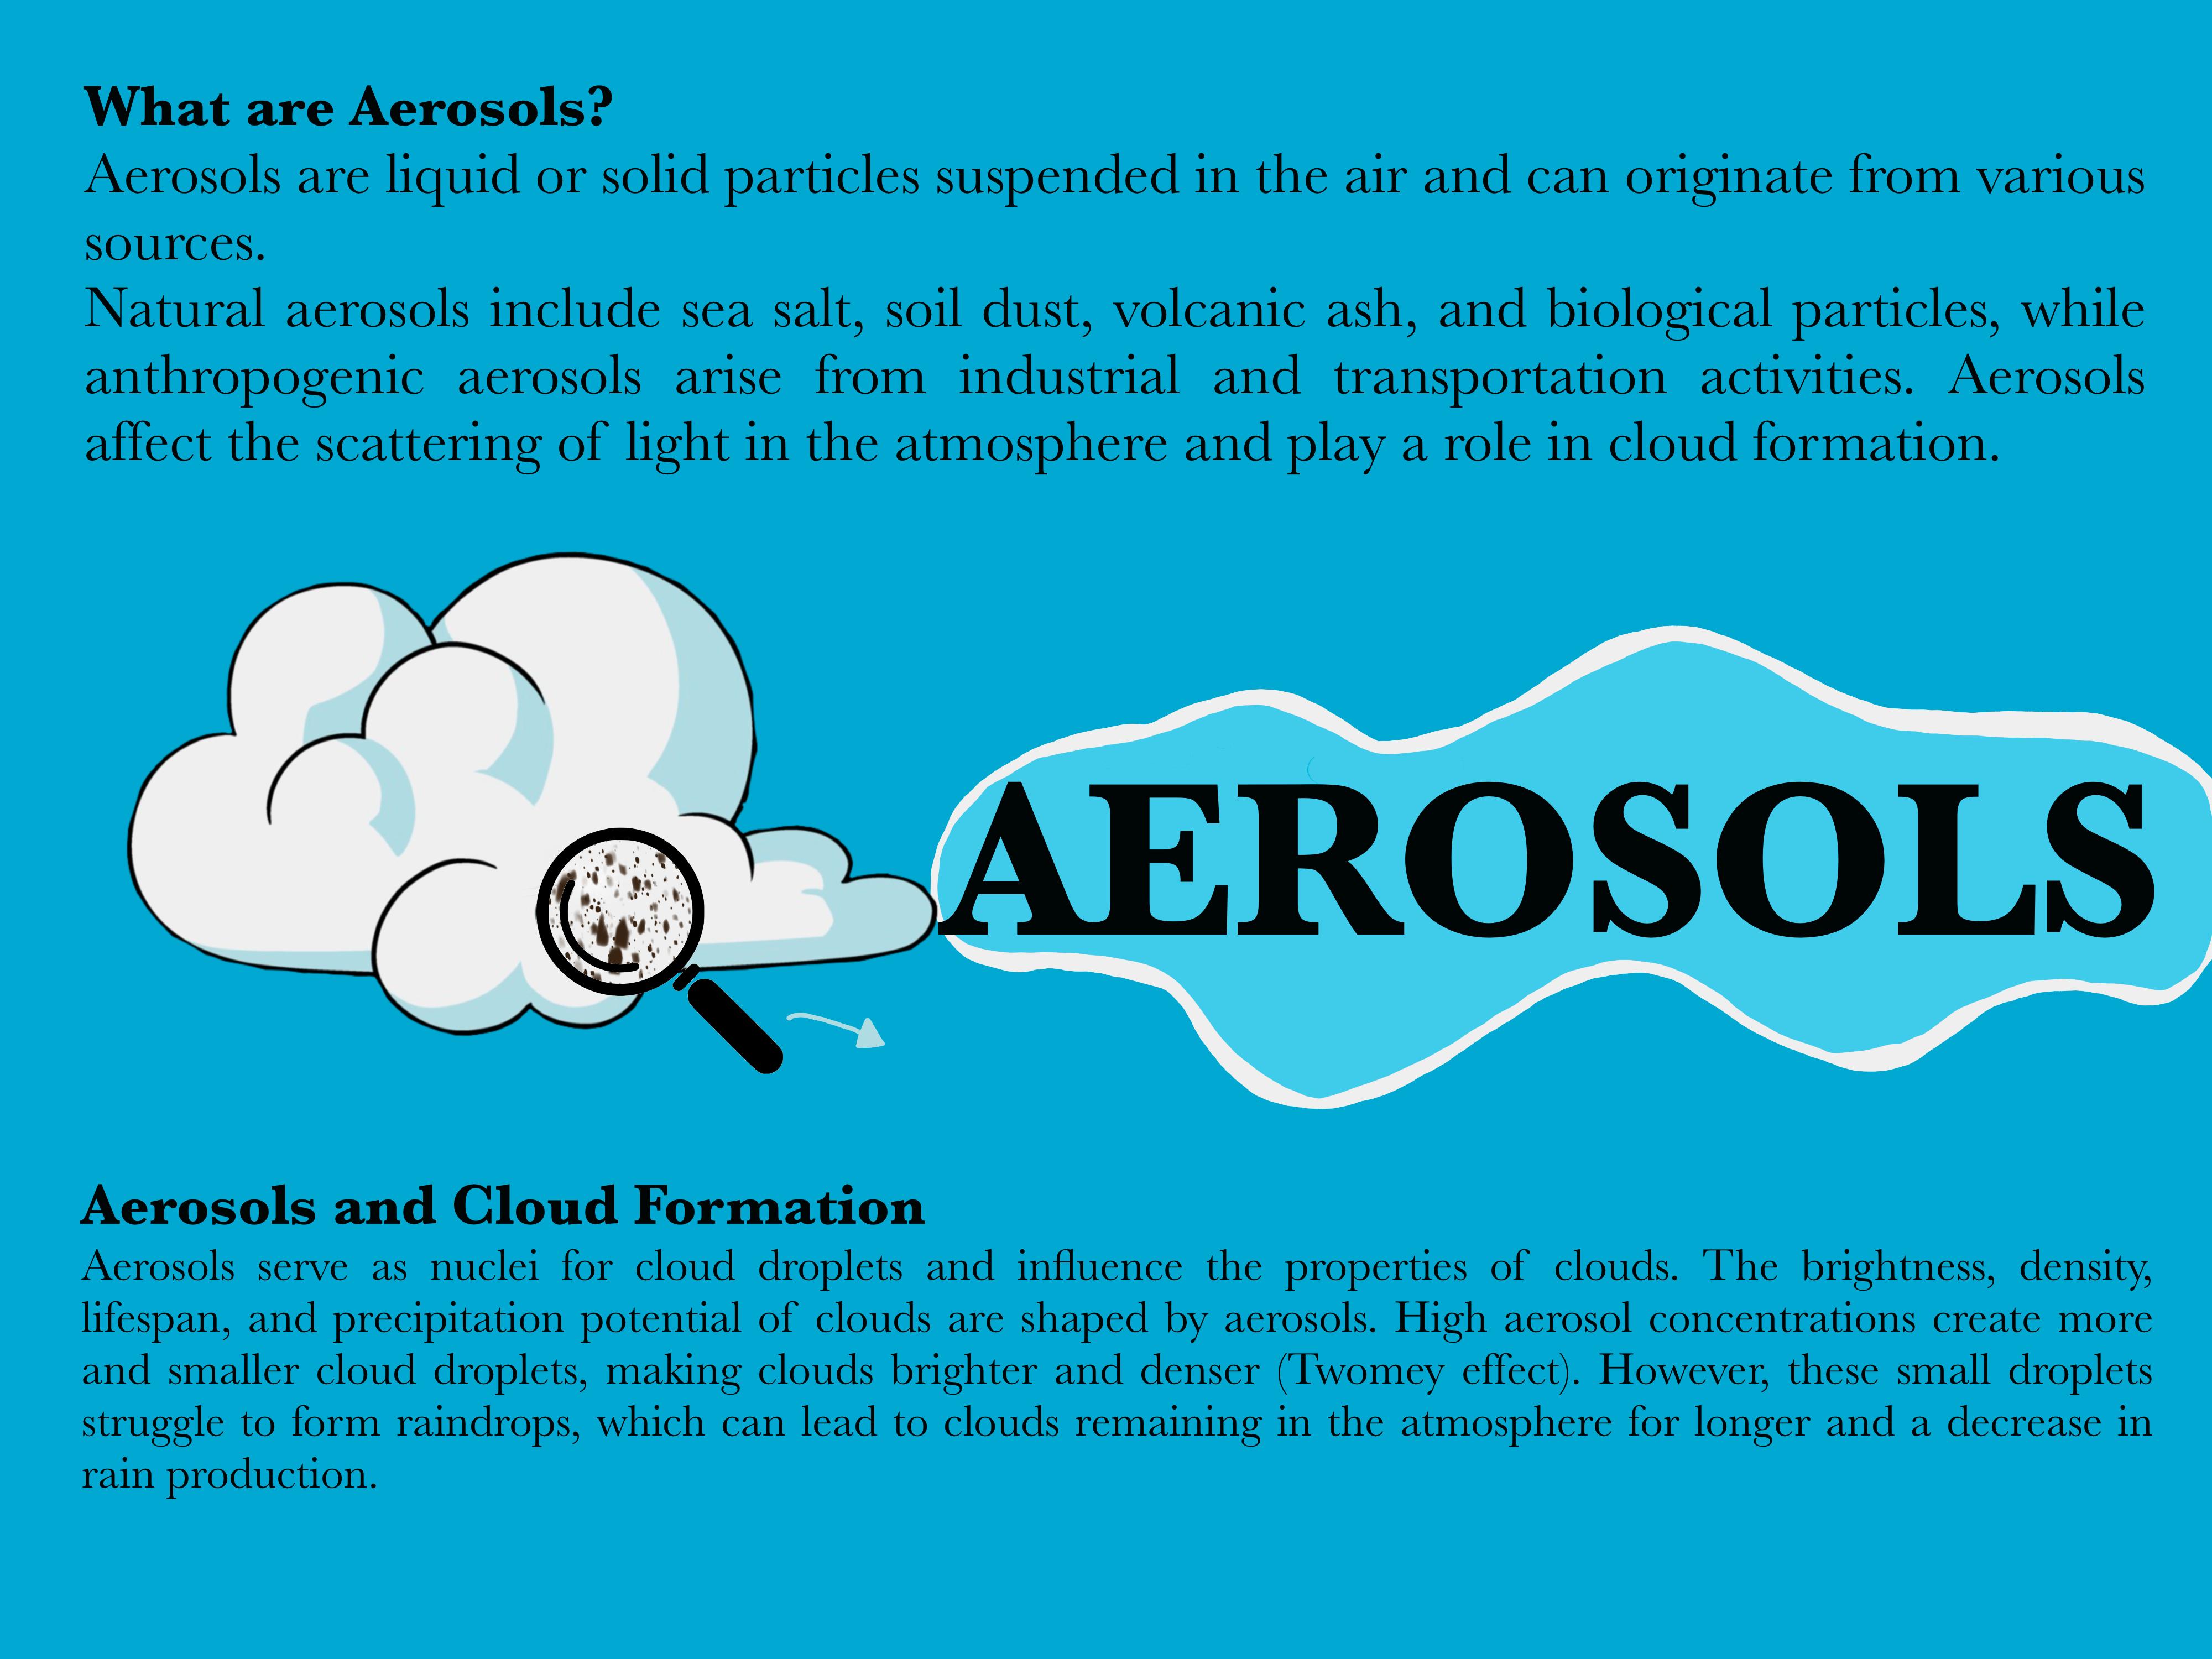 What are Aerosols?
Aerosols are liquid or solid particles suspended in the air and can originate from various
sources.
Natural aerosols include sea salt, soil dust, volcanic ash, and biological particles, while
anthropogenic aerosols arise from industrial and transportation activities. Aerosols
affect the scattering of light in the atmosphere and play a role in cloud formation.
AEROSOLS
Aerosols and Cloud Formation
Aerosols serve as nuclei for cloud droplets and influence the properties of clouds. The brightness, density,
lifespan, and precipitation potential of clouds are shaped by aerosols. High aerosol concentrations create more
and smaller cloud droplets, making clouds brighter and denser (Twomey effect). However, these small droplets
struggle to form raindrops, which can lead to clouds remaining in the atmosphere for longer and a decrease in
rain production.